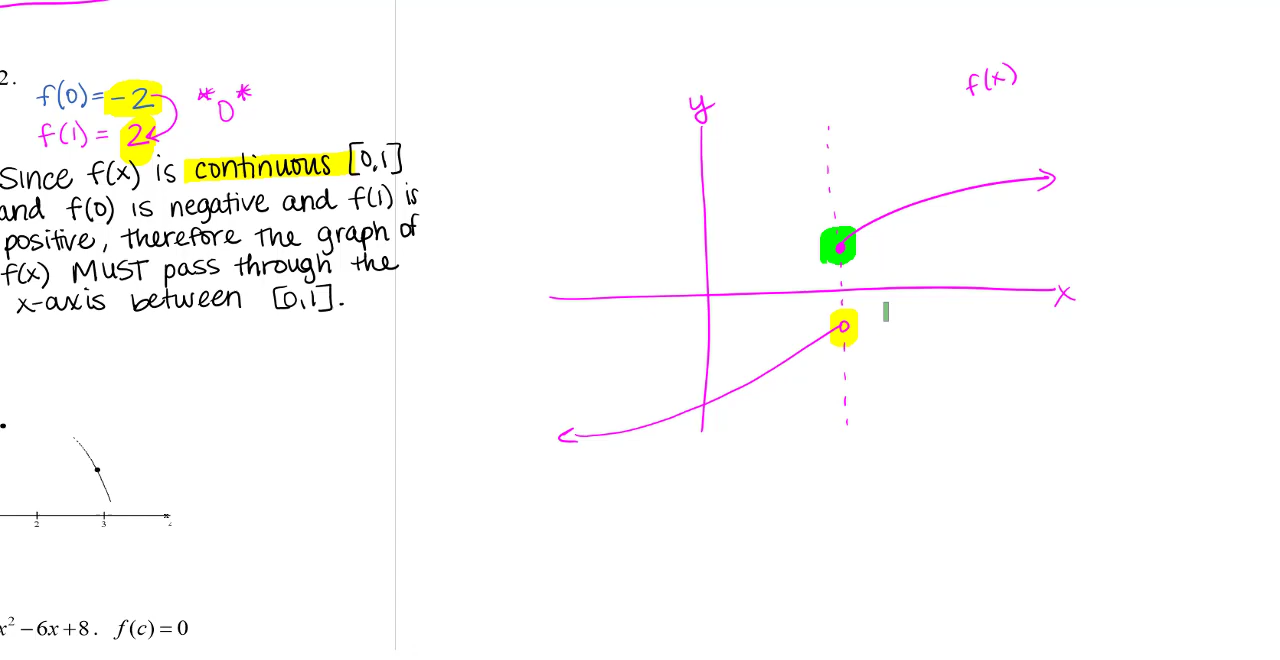 2.
f(0) = -2
* 0 *
f(1) = 2
Since f(x) is continuous [0,1]
and f(0) is negative and f(1) is
positive, therefore the graph of
f(x) MUST pass through the
x-axis between [0,1].
2 3
x² − 6x + 8. f(c) = 0
f(x)
y
x